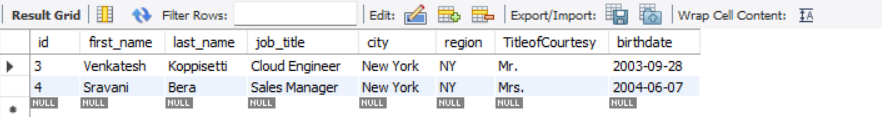 Result Grid Filter Rows: Edit: Export/Import: Wrap Cell Content:
id first_name last_name job_title city region TitleofCourtesy birthdate
3 Venkatesh Koppisetti Cloud Engineer New York NY Mr. 2003-09-28
4 Sravani Bera Sales Manager New York NY Mrs. 2004-06-07
NULL NULL NULL NULL NULL NULL NULL NULL